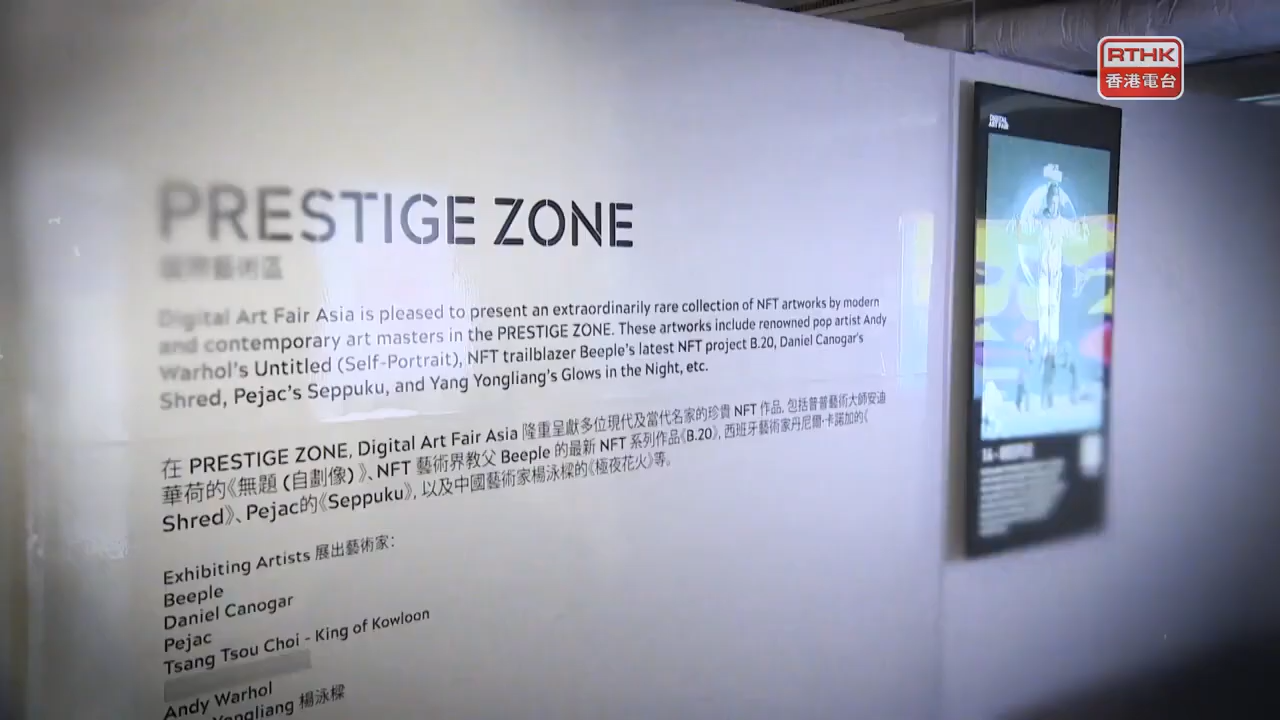 RTHK
香港電台
DIGITAL
ART FAIR
PRESTIGE ZONE
國際藝術區
Digital Art Fair Asia is pleased to present an extraordinarily rare collection of NFT artworks by modern
and contemporary art masters in the PRESTIGE ZONE. These artworks include renowned pop artist Andy
Warhol's Untitled (Self-Portrait), NFT trailblazer Beeple's latest NFT project B.20, Daniel Canogar's
Shred, Pejac's Seppuku, and Yang Yongliang's Glows in the Night, etc.
在 PRESTIGE ZONE, Digital Art Fair Asia 隆重呈獻多位現代及當代名家的珍貴 NFT 作品, 包括普普藝術大師安迪
華荷的《無題 (自劃像) 》、NFT 藝術界教父 Beeple 的最新 NFT 系列作品《B.20》, 西班牙藝術家丹尼爾·卡諾加的《
Shred》、Pejac的《Seppuku》, 以及中國藝術家楊泳樑的《極夜花火》等。
Exhibiting Artists 展出藝術家:
Beeple
Daniel Canogar
Pejac
Tsang Tsou Choi - King of Kowloon
Andy Warhol
Yongliang 楊泳樑